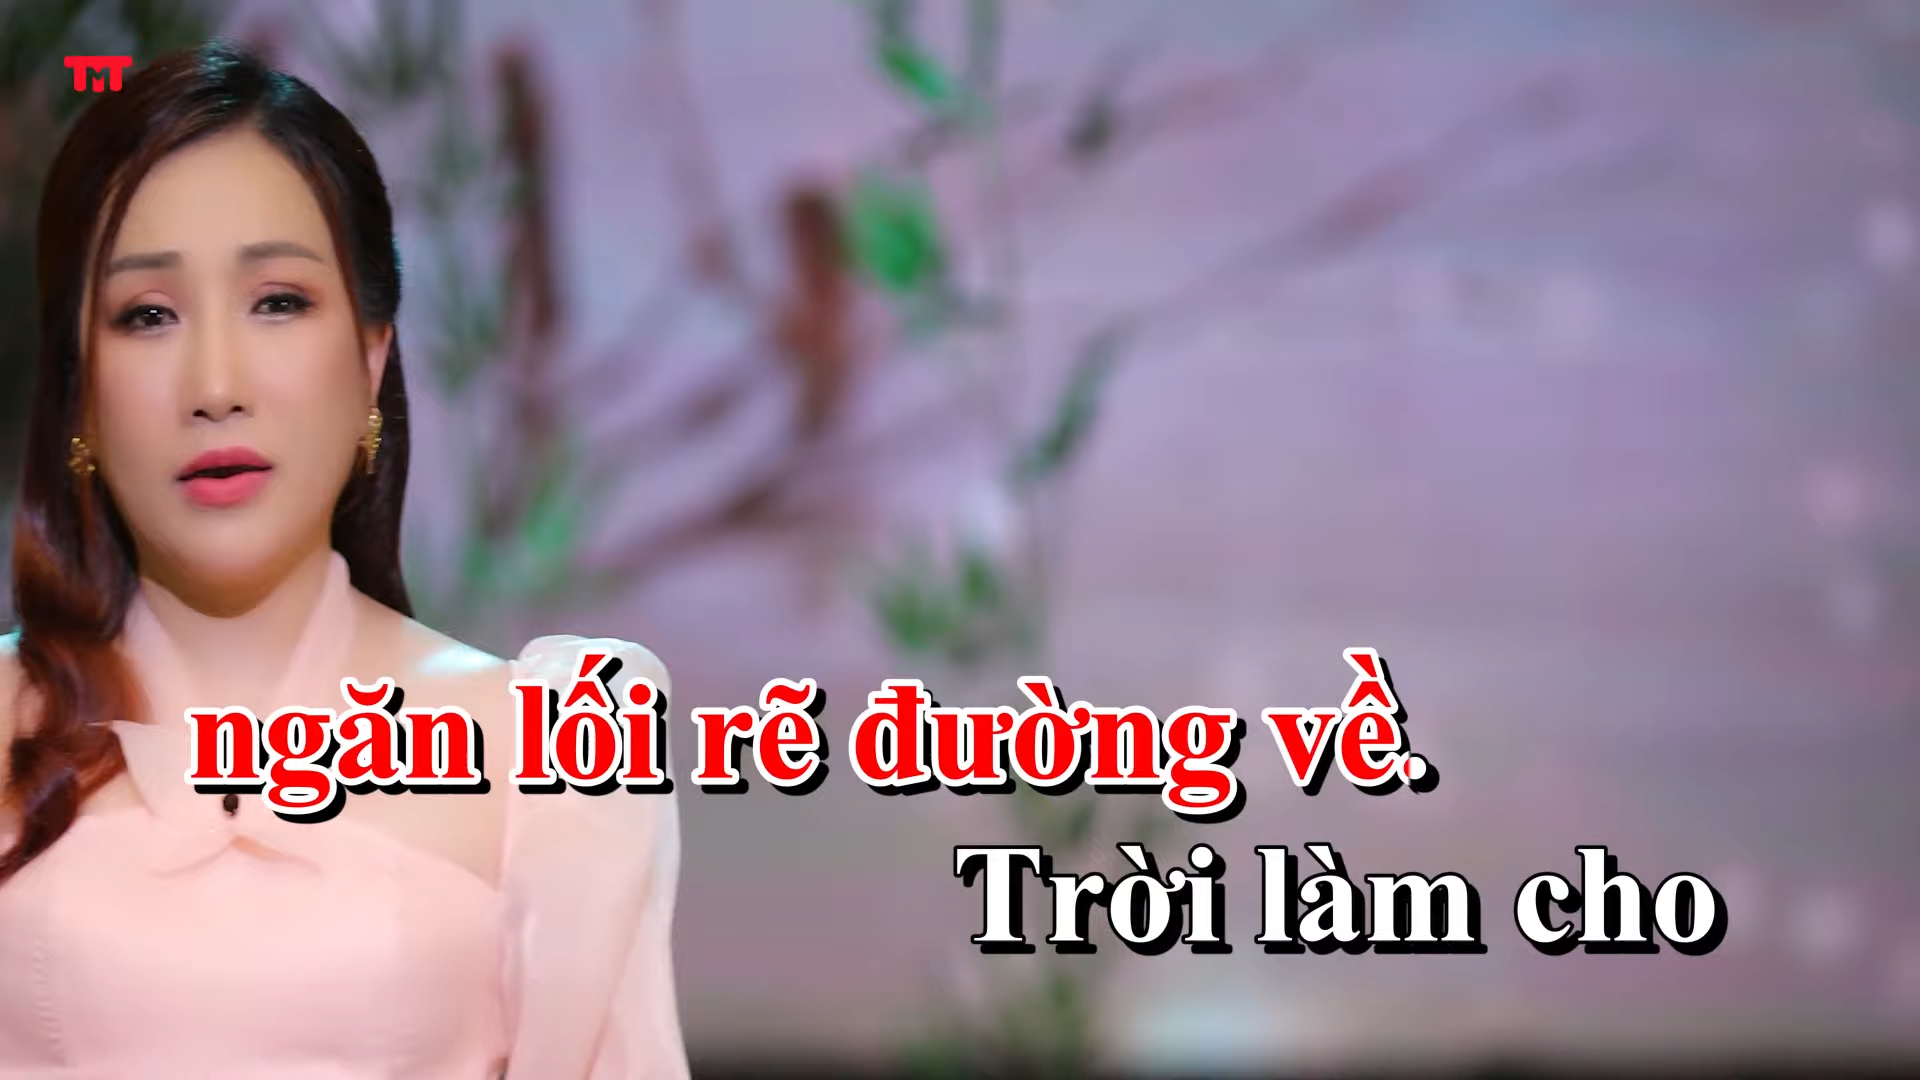 TMT
ngăn lối rẽ đường về.
Trời làm cho